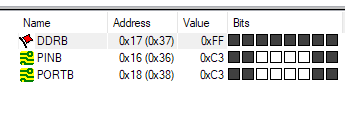 Name Address Value Bits
DDRB 0x17 (0x37) 0xFF
PINB 0x16 (0x36) 0xC3
PORTB 0x18 (0x38) 0xC3